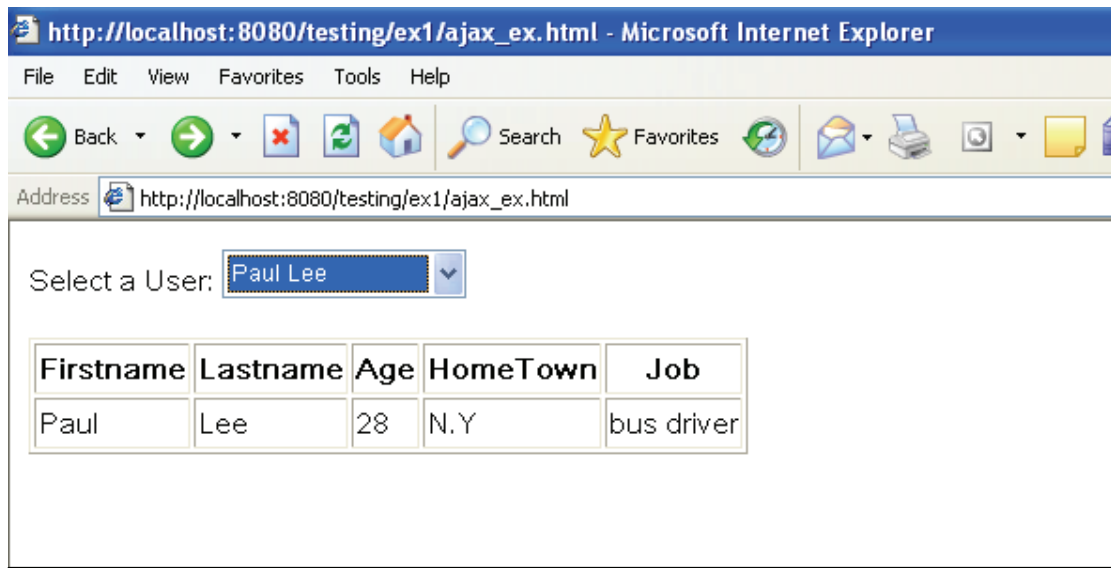 http://localhost:8080/testing/ex1/ajax_ex.html - Microsoft Internet Explorer
File Edit View Favorites Tools Help
Back Search Favorites
Address http://localhost:8080/testing/ex1/ajax_ex.html
Select a User: Paul Lee
Firstname Lastname Age HomeTown Job
Paul Lee 28 N.Y bus driver